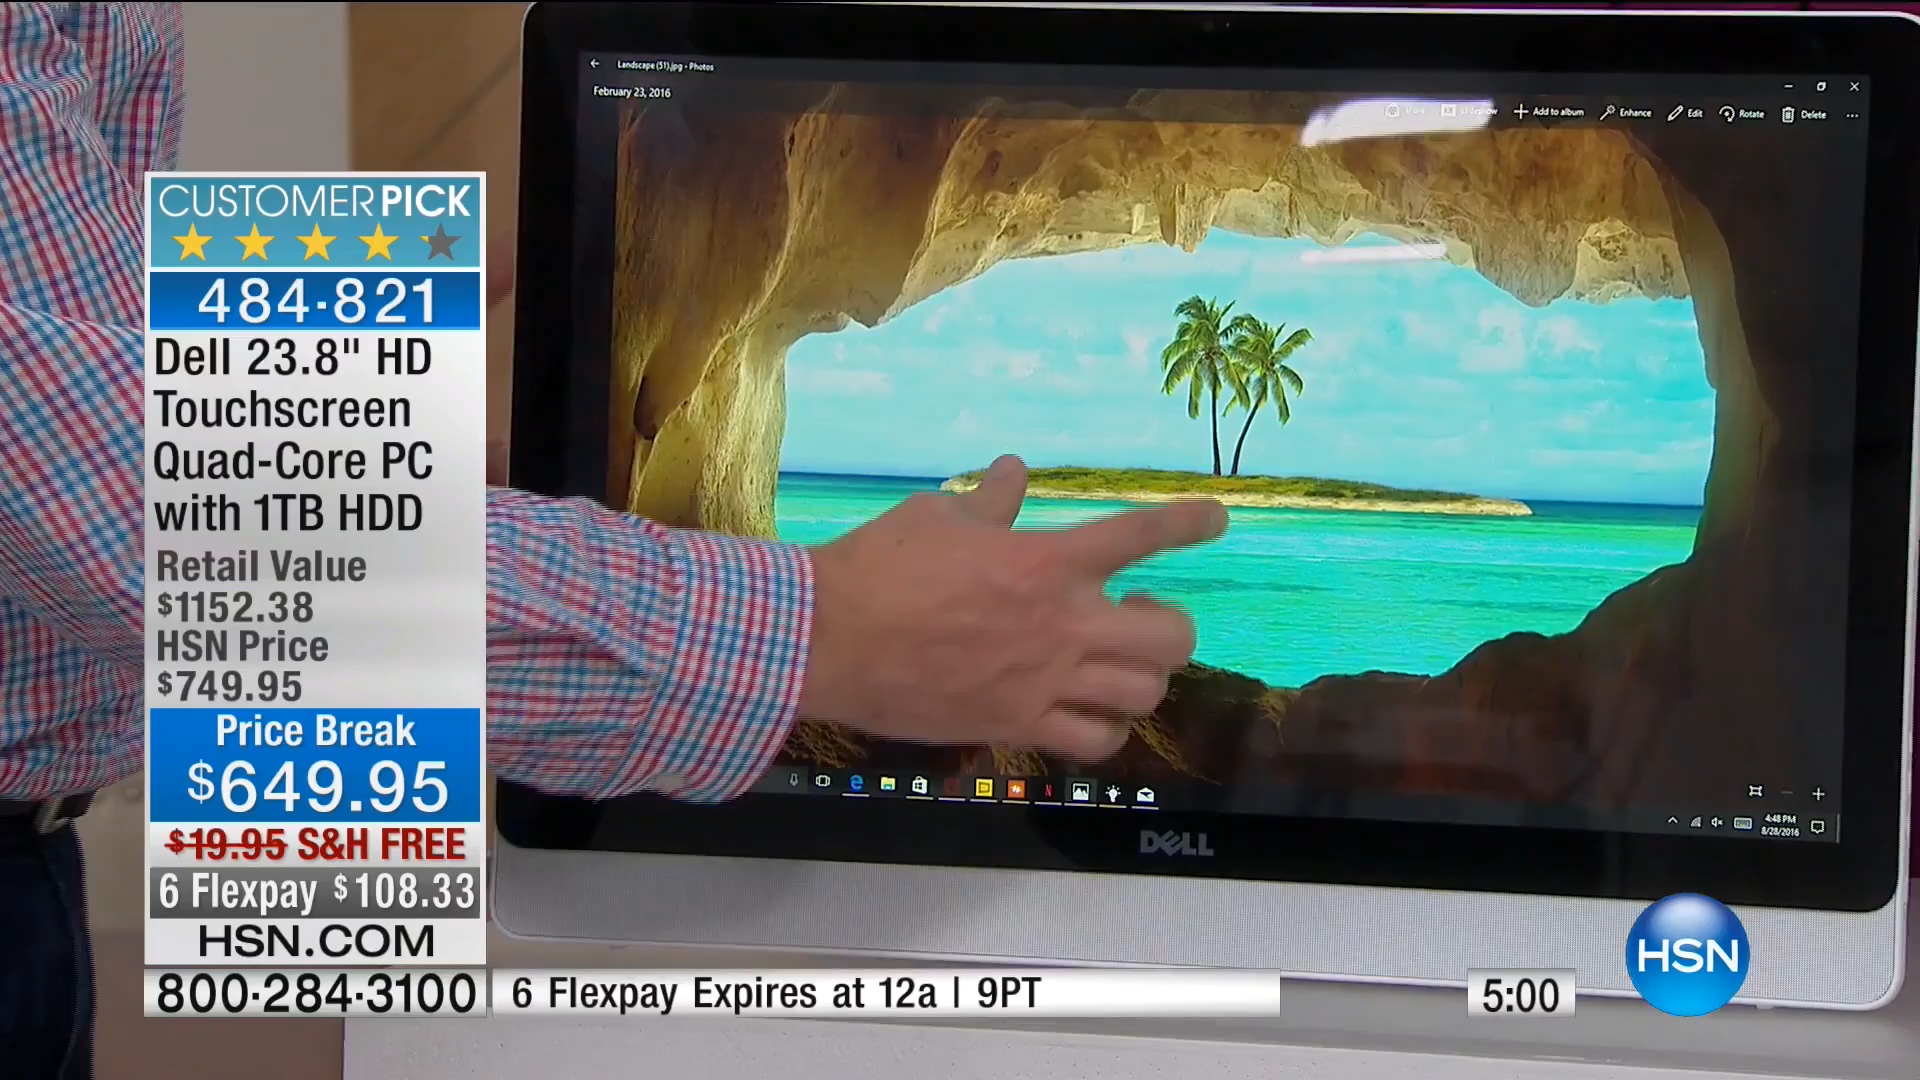 Landscape (51).jpg - Photos
February 23, 2016
Add to album
Enhance
Edit
Rotate
Delete
CUSTOMER PICK
484-821
Dell 23.8" HD
Touchscreen
Quad-Core PC
with 1TB HDD
Retail Value
$1152.38
HSN Price
$749.95
Price Break
$649.95
$19.95 S&H FREE
6 Flexpay $108.33
HSN.COM
800·284·3100
6 Flexpay Expires at 12a | 9PT
5:00
HSN
4:48 PM
8/28/2016
DELL